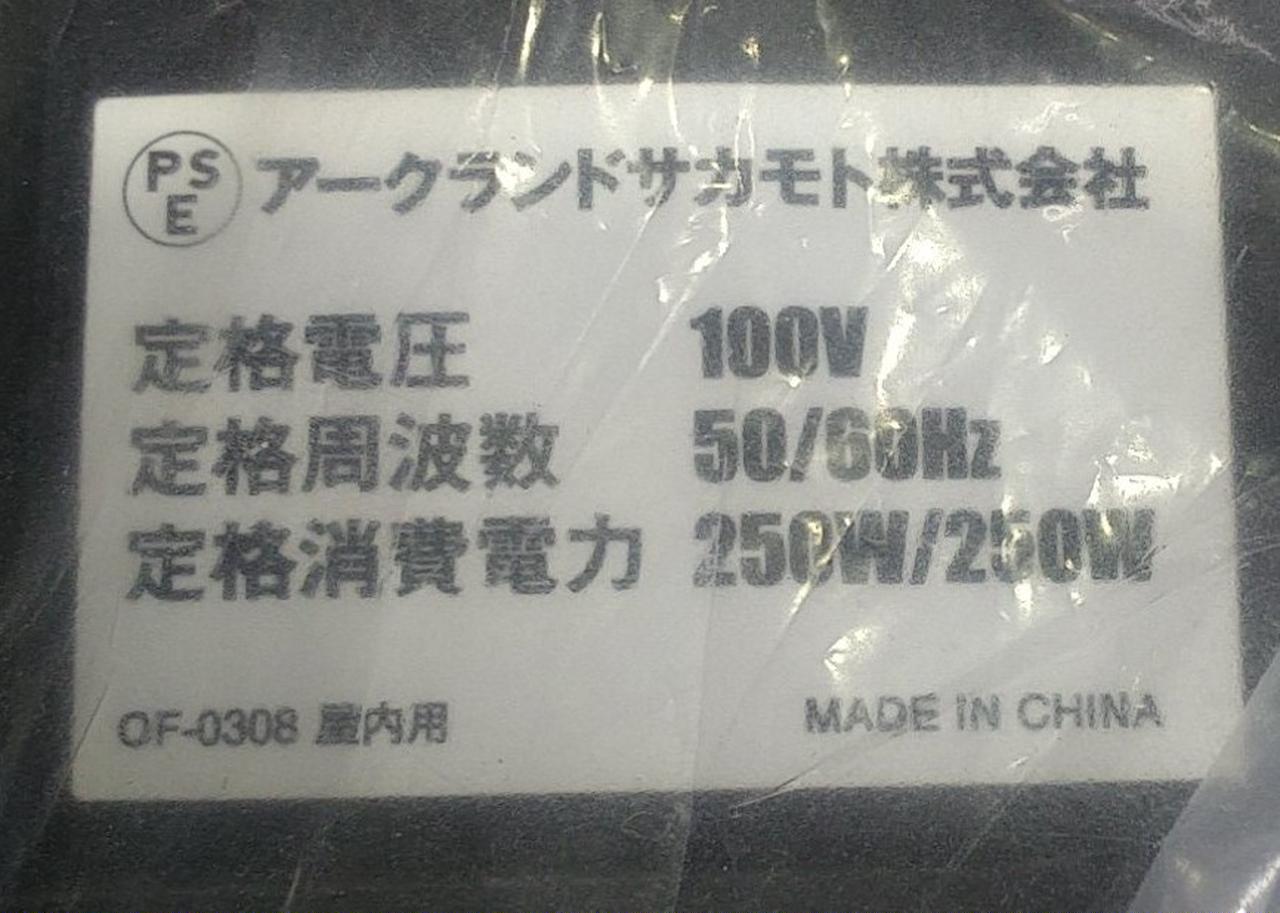 PS E アークランドサカモト株式会社
定格電圧 100V
定格周波数 50/60Hz
定格消費電力 250W/250W
OF-0308 屋内用 MADE IN CHINA